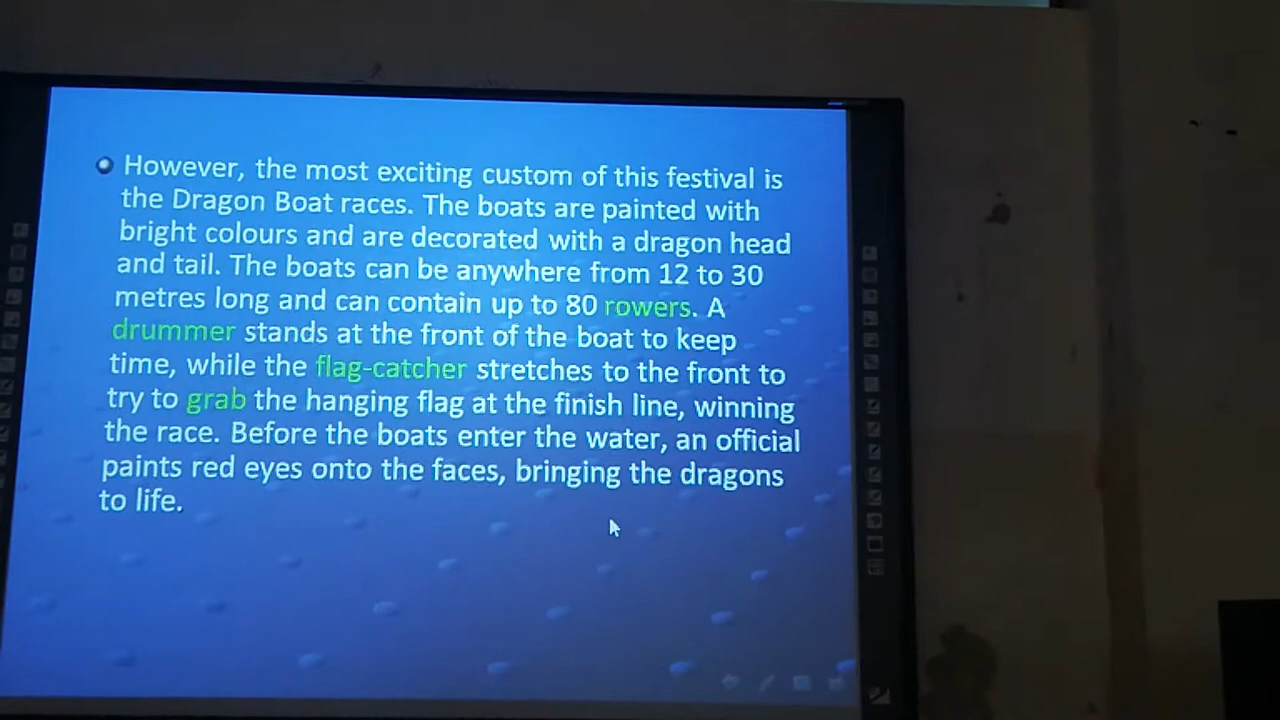 However, the most exciting custom of this festival is
the Dragon Boat races. The boats are painted with
bright colours and are decorated with a dragon head
and tail. The boats can be anywhere from 12 to 30
metres long and can contain up to 80 rowers. A
drummer stands at the front of the boat to keep
time, while the flag-catcher stretches to the front to
try to grab the hanging flag at the finish line, winning
the race. Before the boats enter the water, an official
paints red eyes onto the faces, bringing the dragons
to life.